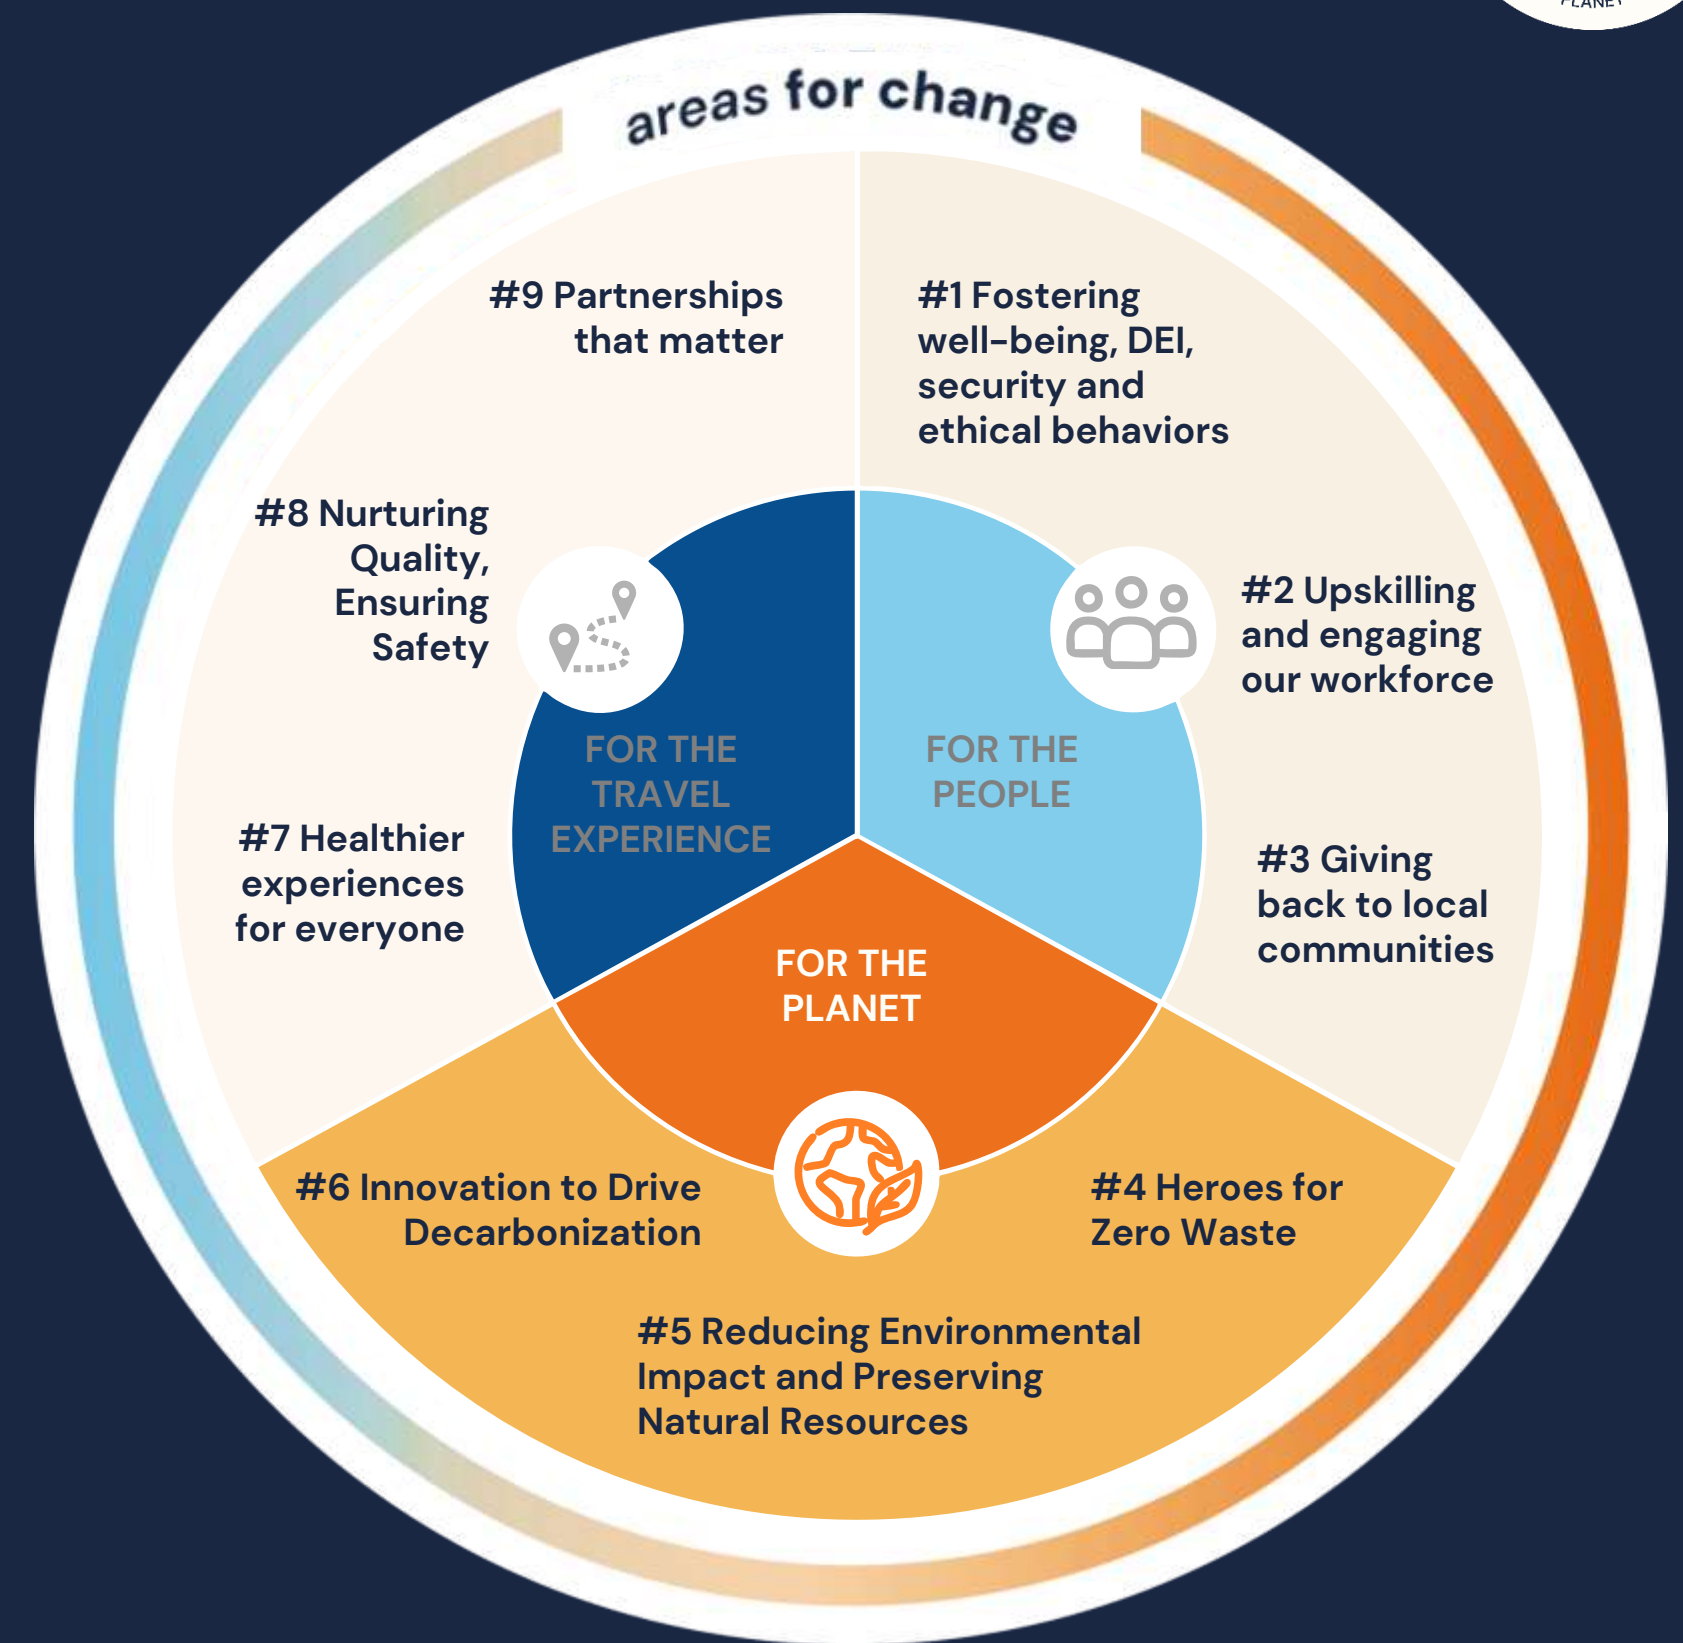 PLANET
areas for change
#9 Partnerships
that matter
#1 Fostering
well-being, DEI,
security and
ethical behaviors
#8 Nurturing
Quality,
Ensuring
Safety
#2 Upskilling
and engaging
our workforce
FOR THE
TRAVEL
EXPERIENCE
FOR THE
PEOPLE
#7 Healthier
experiences
for everyone
#3 Giving
back to local
communities
FOR THE
PLANET
#6 Innovation to Drive
Decarbonization
#4 Heroes for
Zero Waste
#5 Reducing Environmental
Impact and Preserving
Natural Resources